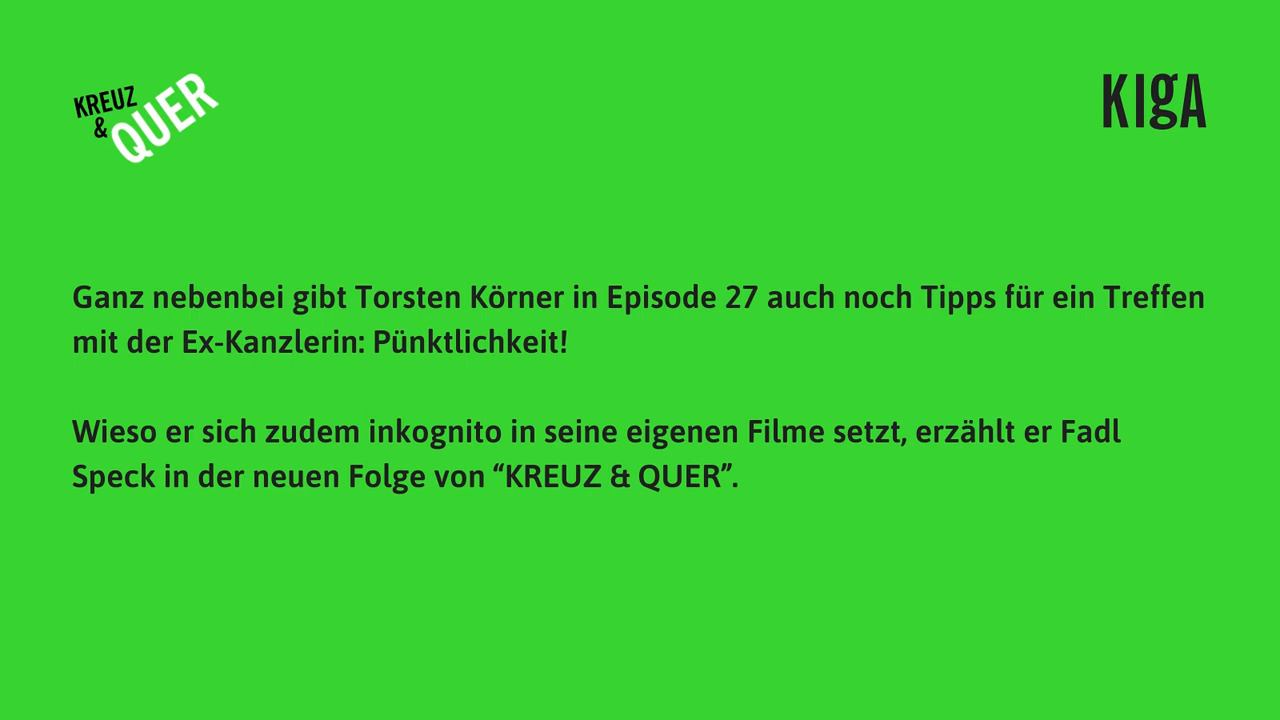 KREUZ
& QUER
KIgA
Ganz nebenbei gibt Torsten Körner in Episode 27 auch noch Tipps für ein Treffen
mit der Ex-Kanzlerin: Pünktlichkeit!
Wieso er sich zudem inkognito in seine eigenen Filme setzt, erzählt er Fadl
Speck in der neuen Folge von “KREUZ & QUER”.